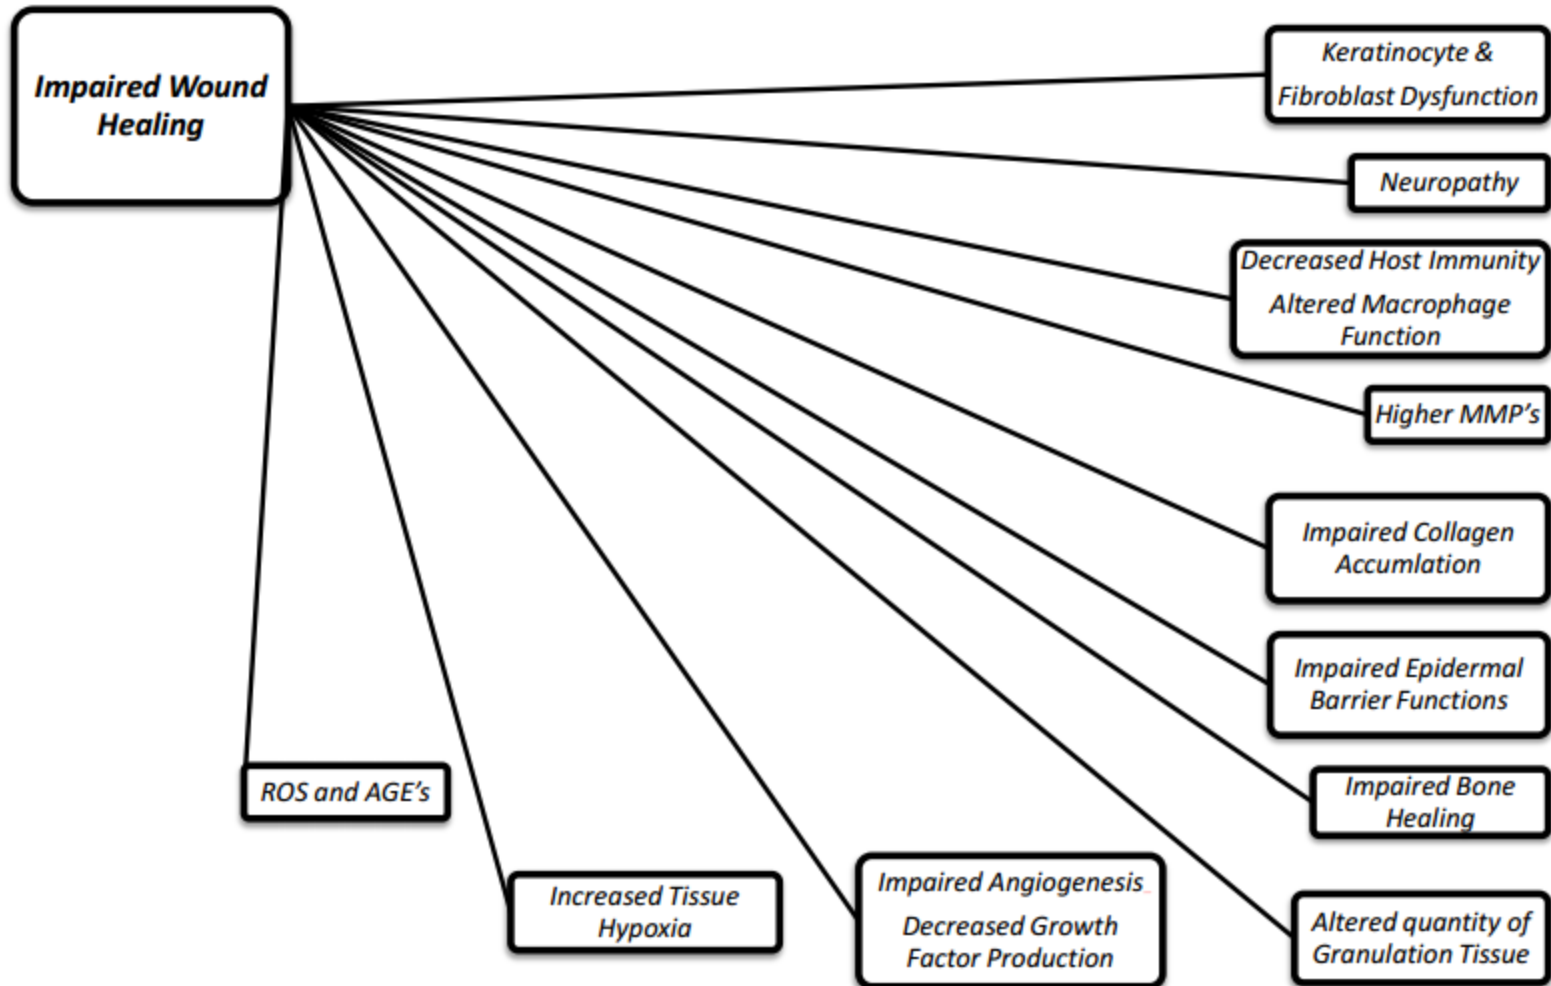 Impaired Wound
Healing
Keratinocyte &
Fibroblast Dysfunction
Neuropathy
Decreased Host Immunity
Altered Macrophage
Function
Higher MMP’s
Impaired Collagen
Accumlation
Impaired Epidermal
Barrier Functions
Impaired Bone
Healing
Altered quantity of
Granulation Tissue
Impaired Angiogenesis
Decreased Growth
Factor Production
Increased Tissue
Hypoxia
ROS and AGE’s